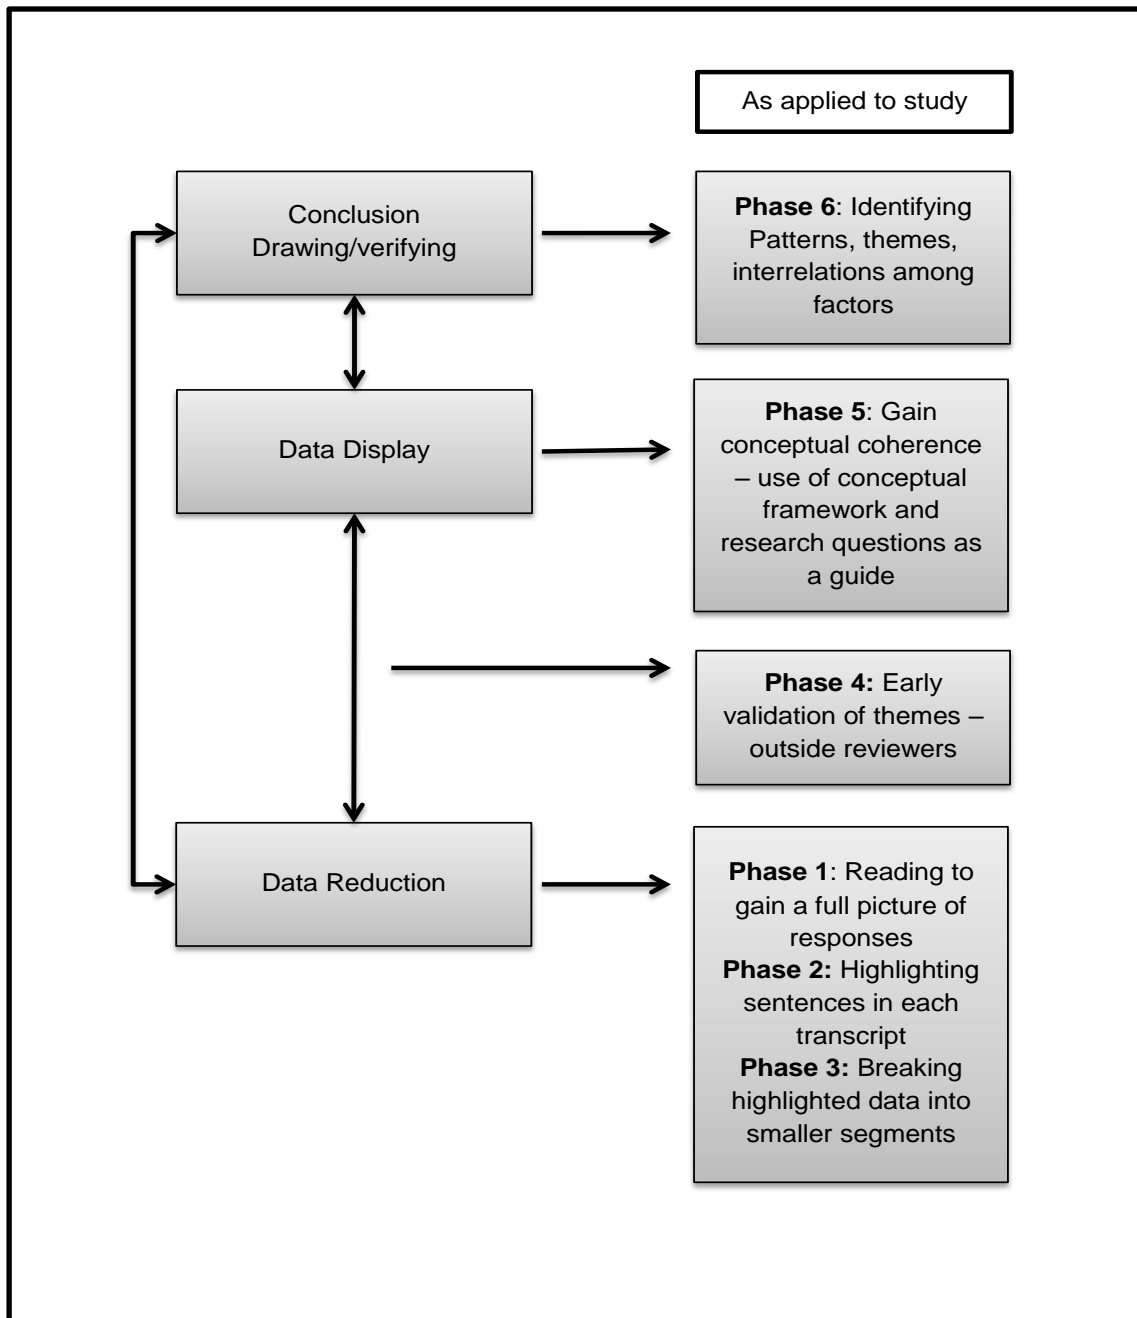 As applied to study
Conclusion
Drawing/verifying
Phase 6: Identifying
Patterns, themes,
interrelations among
factors
Data Display
Phase 5: Gain
conceptual coherence
– use of conceptual
framework and
research questions as
a guide
Phase 4: Early
validation of themes –
outside reviewers
Data Reduction
Phase 1: Reading to
gain a full picture of
responses
Phase 2: Highlighting
sentences in each
transcript
Phase 3: Breaking
highlighted data into
smaller segments